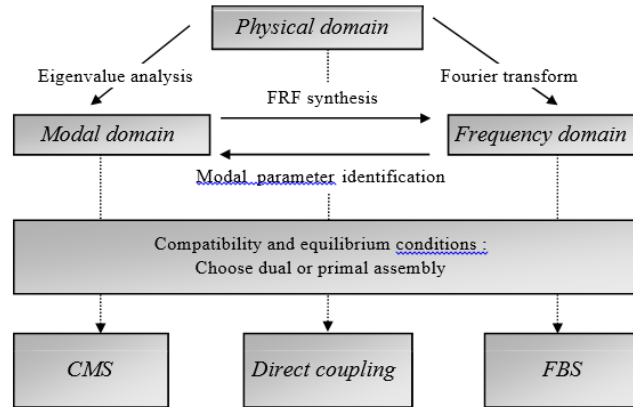 Physical domain
Eigenvalue analysis
Fourier transform
FRF synthesis
Modal domain
Frequency domain
Modal parameter identification
Compatibility and equilibrium conditions :
Choose dual or primal assembly
CMS
Direct coupling
FBS